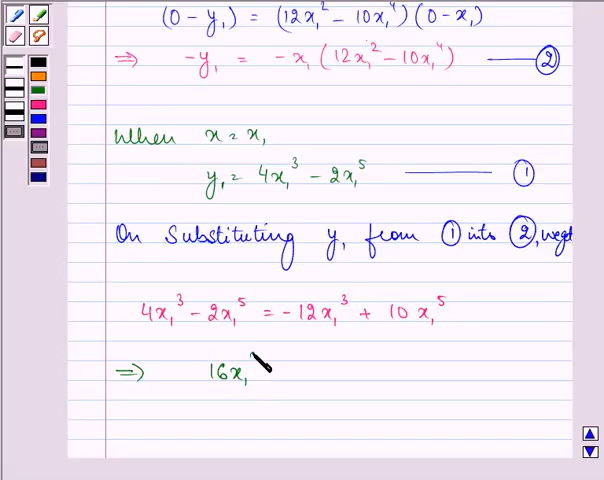 (0 - y₁) = (12x₁² - 10x₁⁴) (0 - x₁)
⇒ -y₁ = -x₁ (12x₁² - 10x₁⁴) — ②
When x = x₁
y₁ = 4x₁³ - 2x₁⁵ — ①
On Substituting y₁ from ① into ②, we get
4x₁³ - 2x₁⁵ = -12x₁³ + 10x₁⁵
⇒ 16x₁